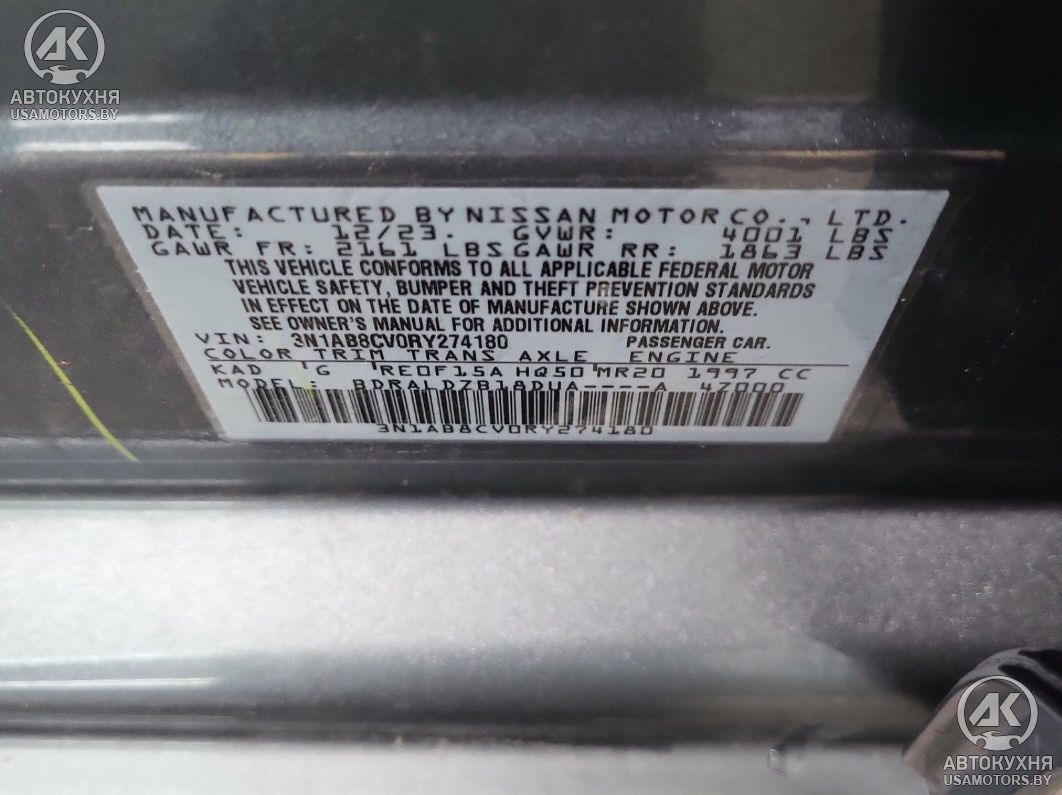 АК
АВТОКУХНЯ
USAMOTORS.BY
MANUFACTURED BY NISSAN MOTOR CO., LTD.
DATE: 12/23. GVWR: 4001 LBS
GAWR FR: 2161 LBS GAWR RR: 1863 LBS
THIS VEHICLE CONFORMS TO ALL APPLICABLE FEDERAL MOTOR
VEHICLE SAFETY, BUMPER AND THEFT PREVENTION STANDARDS
IN EFFECT ON THE DATE OF MANUFACTURE SHOWN ABOVE.
SEE OWNER'S MANUAL FOR ADDITIONAL INFORMATION.
VIN: 3N1AB8CV0RY274180 PASSENGER CAR.
COLOR TRIM TRANS AXLE ENGINE
KAD G RE0F15A HQ50 MR20 1997 CC
MODEL: BDRALDZB18DUA----A 4Z000
3N1AB8CV0RY274180
АК
АВТОКУХНЯ
USAMOTORS.BY